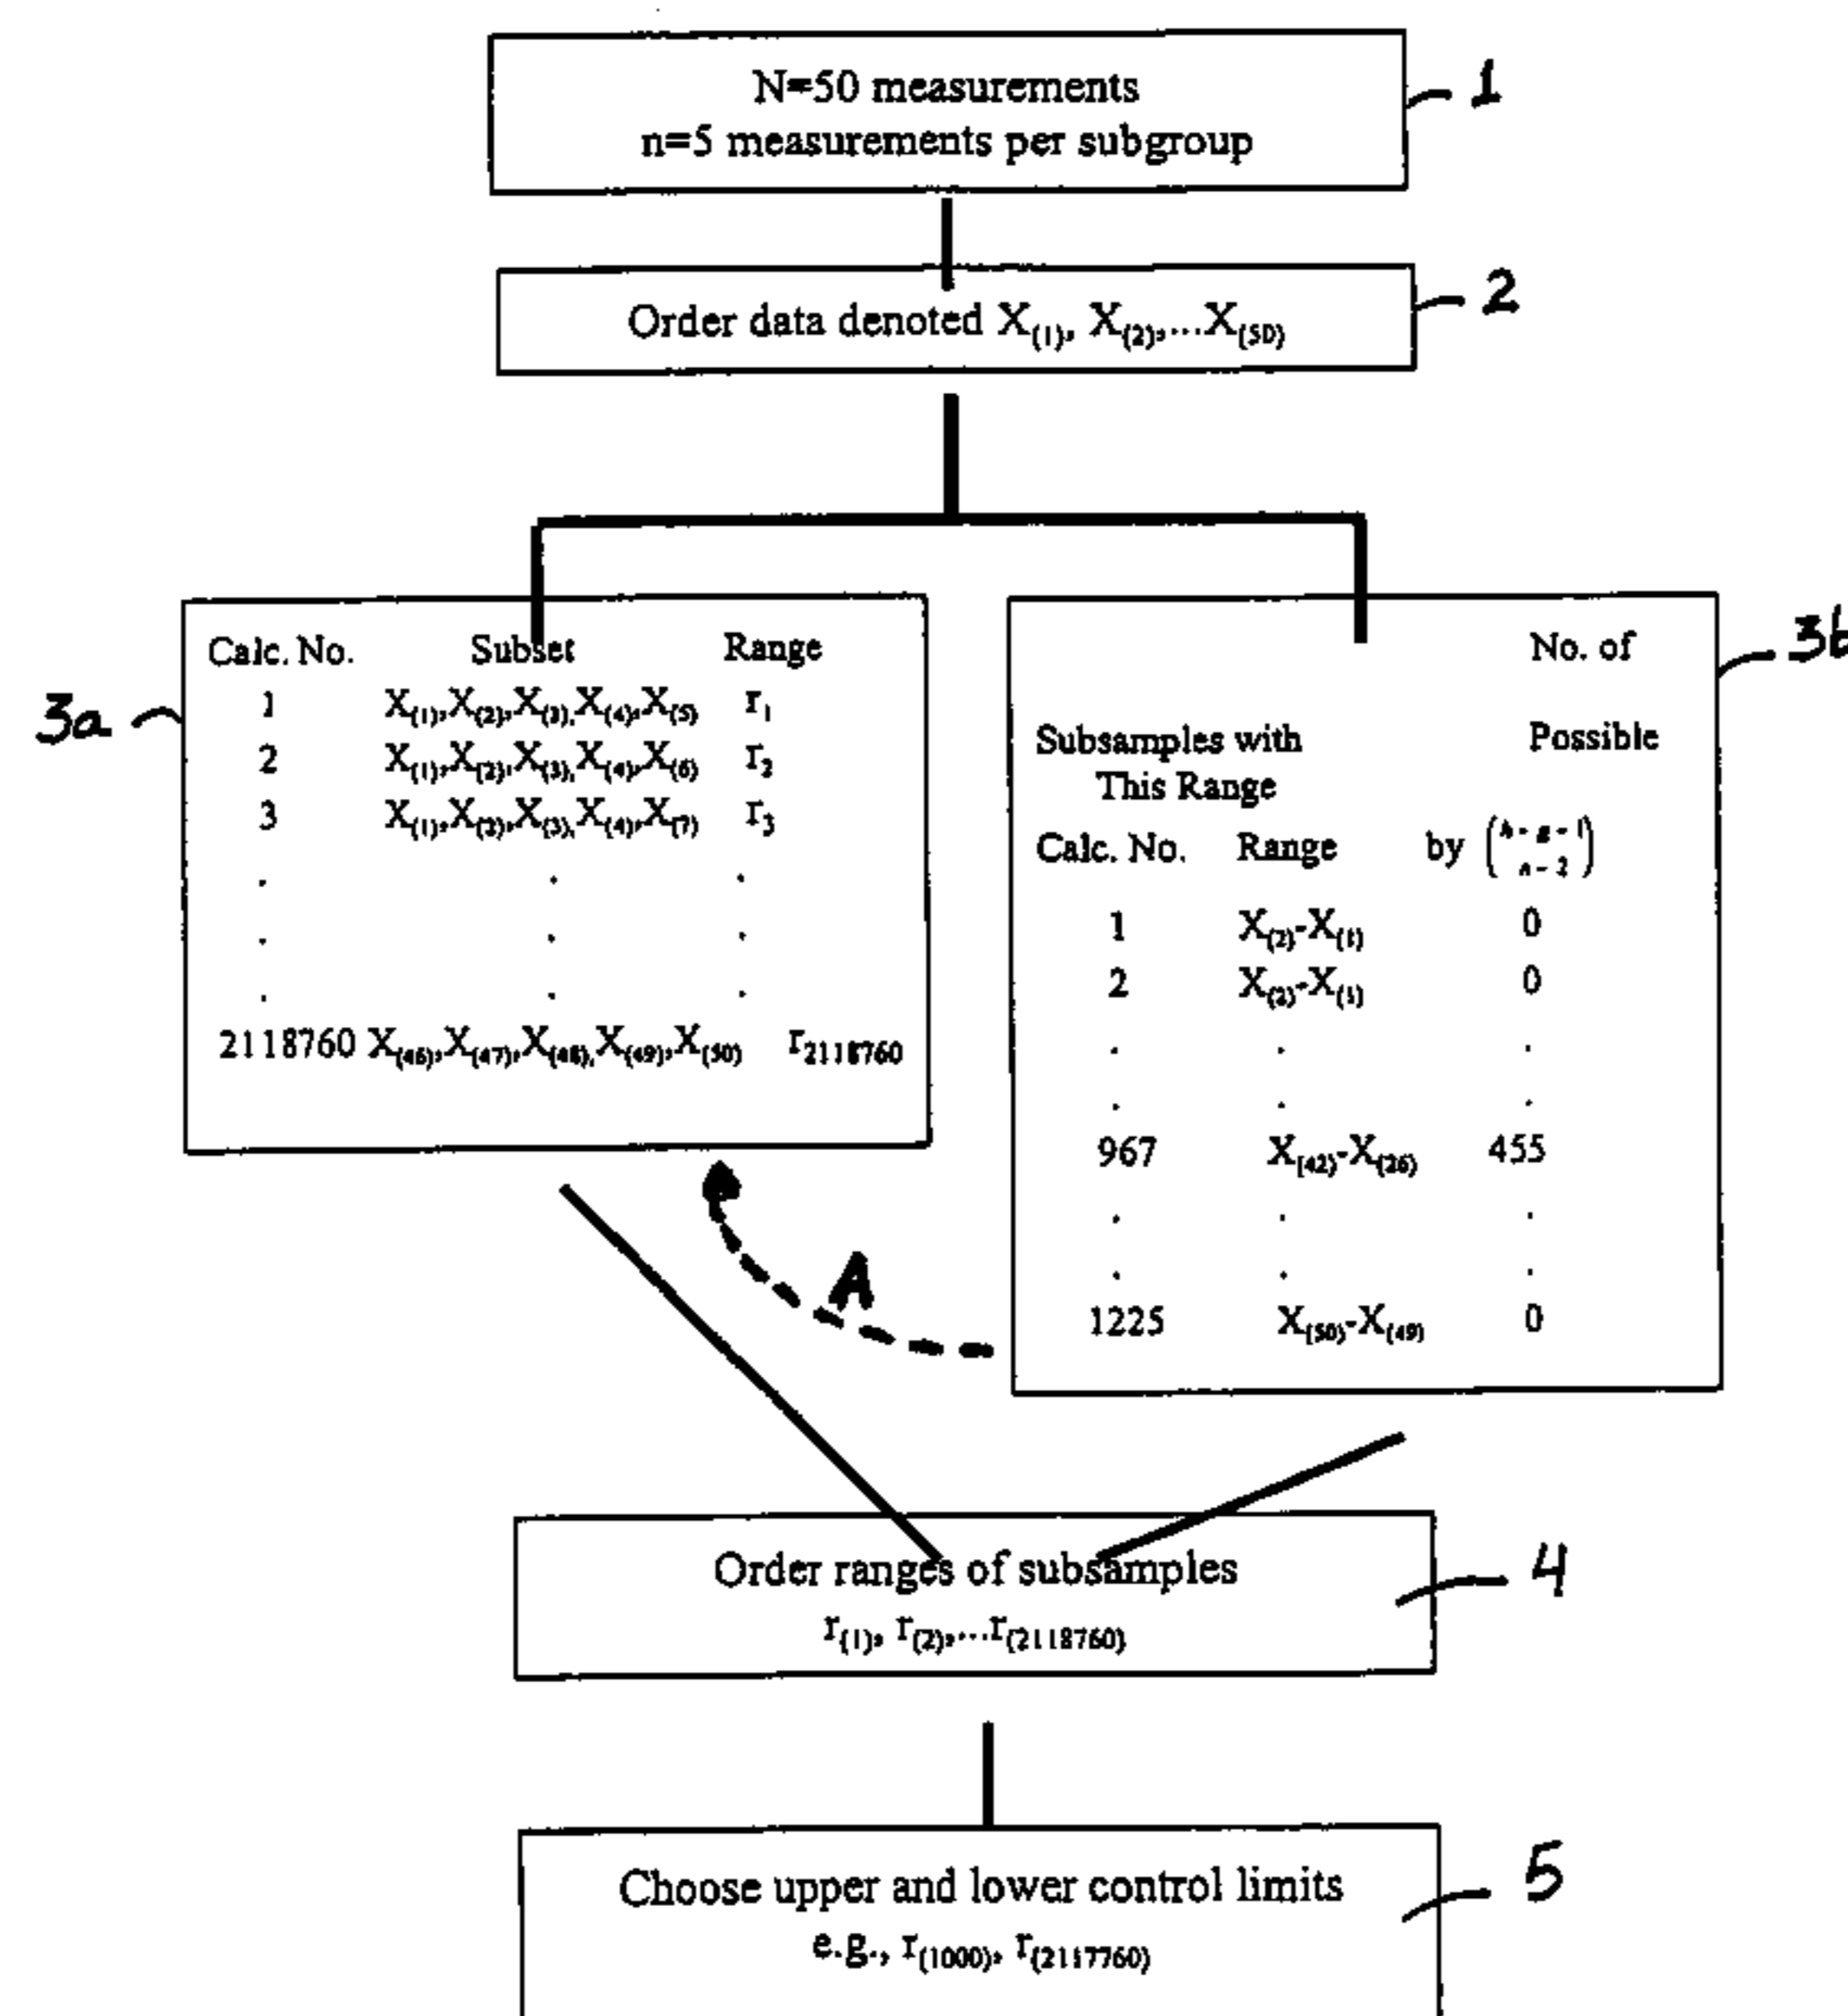 N=50 measurements
n=5 measurements per subgroup
1
Order data denoted X(1), X(2),...X(50)
2
3a
Calc. No. Subset Range
1 X(1),X(2),X(3),X(4),X(5) r1
2 X(1),X(2),X(3),X(4),X(6) r2
3 X(1),X(2),X(3),X(4),X(7) r3
. . .
. . .
. . .
2118760 X(46),X(47),X(48),X(49),X(50) r2118760
3b
No. of
Subsamples with Possible
This Range
Calc. No. Range by (h - g - 1
n - 2)
1 X(2)-X(1) 0
2 X(2)-X(1) 0
. . .
. . .
967 X(42)-X(26) 455
. . .
. . .
1225 X(50)-X(49) 0
A
Order ranges of subsamples
r(1), r(2),...r(2118760)
4
Choose upper and lower control limits
e.g., r(1000), r(2117760)
5